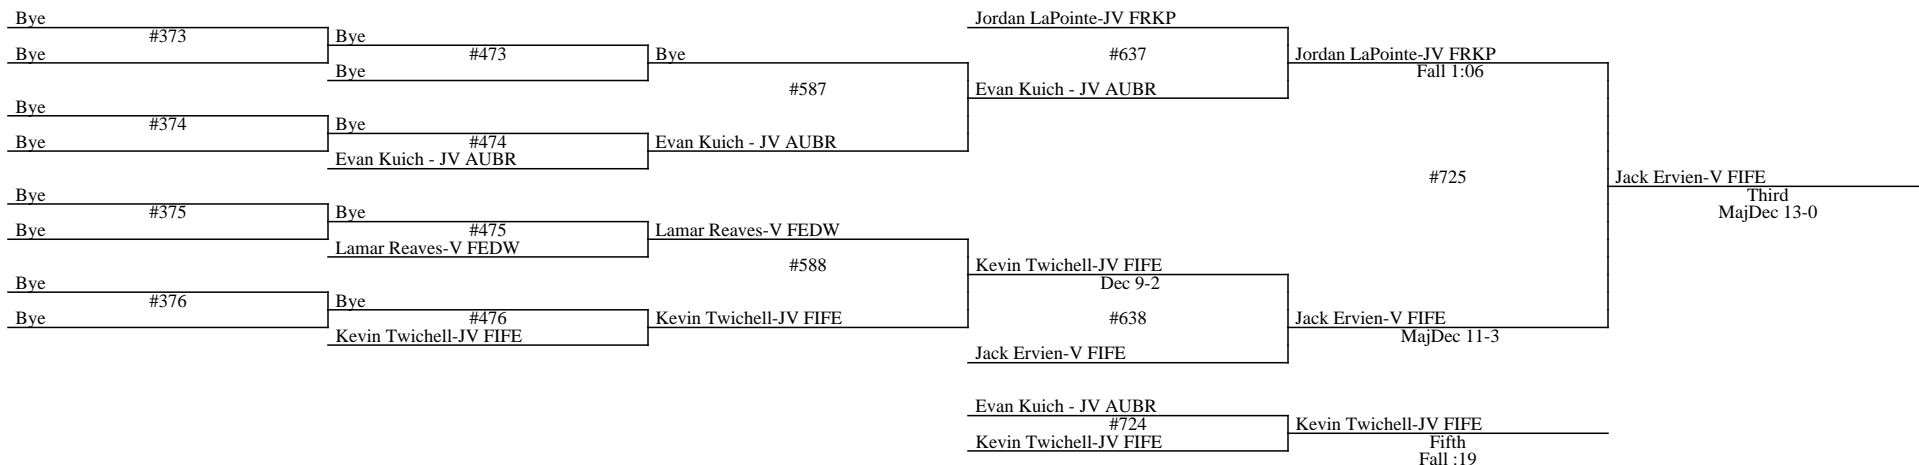 Bye
#373
Bye
Bye
#473
Bye
Bye
#587
Bye
#374
Bye
Bye
#474
Evan Kuich - JV AUBR
Evan Kuich - JV AUBR
Jordan LaPointe-JV FRKP
#637
Evan Kuich - JV AUBR
Jordan LaPointe-JV FRKP
Fall 1:06
Bye
#375
Bye
Bye
#475
Lamar Reaves-V FEDW
Lamar Reaves-V FEDW
#588
Bye
#376
Bye
Bye
#476
Kevin Twichell-JV FIFE
Kevin Twichell-JV FIFE
Kevin Twichell-JV FIFE
Dec 9-2
#638
Jack Ervien-V FIFE
Jack Ervien-V FIFE
MajDec 11-3
#725
Jack Ervien-V FIFE
Third
MajDec 13-0
Evan Kuich - JV AUBR
#724
Kevin Twichell-JV FIFE
Kevin Twichell-JV FIFE
Fifth
Fall :19